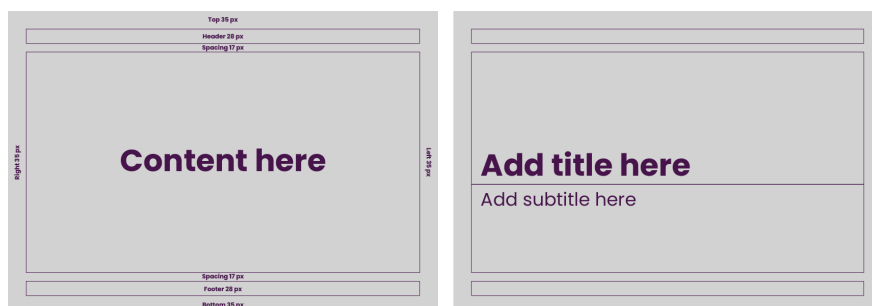 Top 35 px
Header 28 px
Spacing 17 px
Right 35 px
Content here
Left 35 px
Spacing 17 px
Footer 28 px
Bottom 35 px
Add title here
Add subtitle here